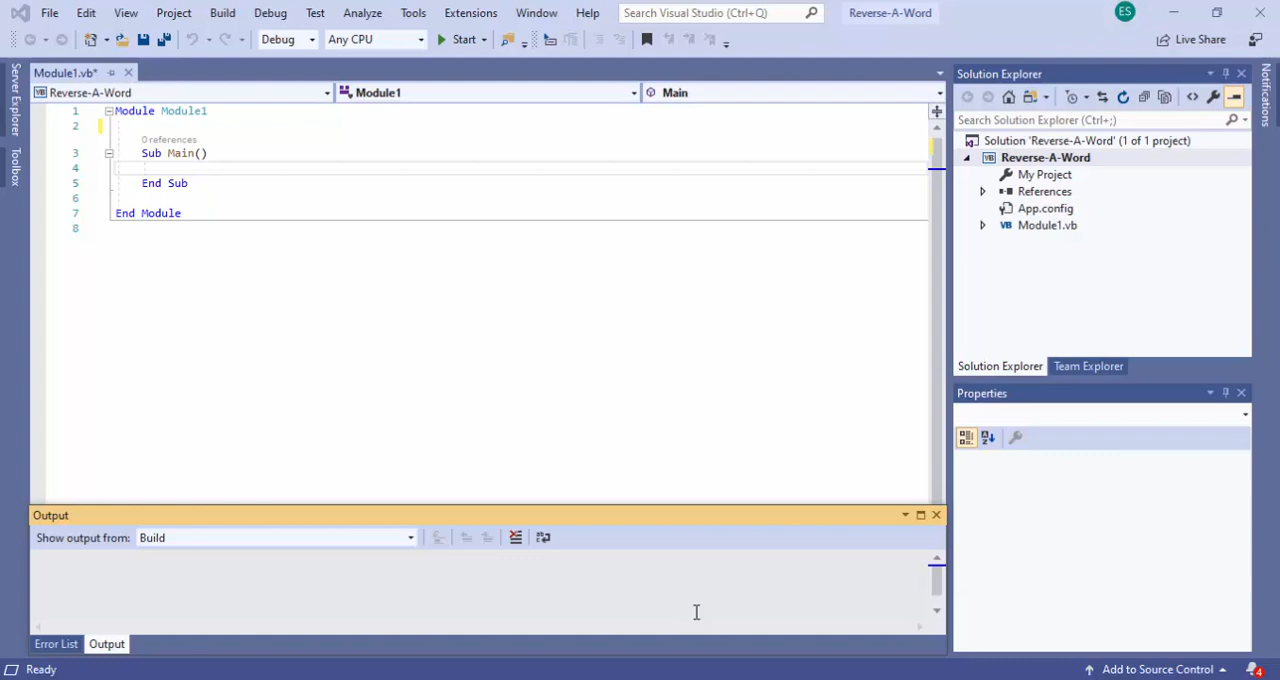 File Edit View Project Build Debug Test Analyze Tools Extensions Window Help Search Visual Studio (Ctrl+Q) Reverse-A-Word ES
Debug Any CPU Start Live Share
Server Explorer
Toolbox
Module1.vb*
Reverse-A-Word Module1 Main
1 Module Module1
2
0 references
3 Sub Main()
4
5 End Sub
6
7 End Module
8
Output
Show output from: Build
Error List Output
Solution Explorer
Search Solution Explorer (Ctrl+;)
Solution 'Reverse-A-Word' (1 of 1 project)
VB Reverse-A-Word
My Project
References
App.config
VB Module1.vb
Solution Explorer Team Explorer
Properties
Notifications
Ready Add to Source Control 4